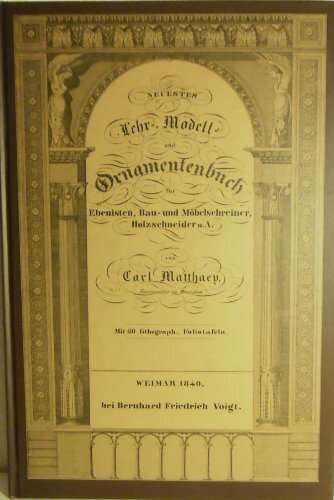 NEUESTES
Lehr-, Modell-
und
Ornamentenbuch
für
Ebenisten, Bau- und Möbelschreiner,
Holzschneider u. A.
von
Carl Matthaey.
Mit 60 lithograph. Foliotafeln.
WEIMAR 1840,
bei Bernhard Friedrich Voigt.